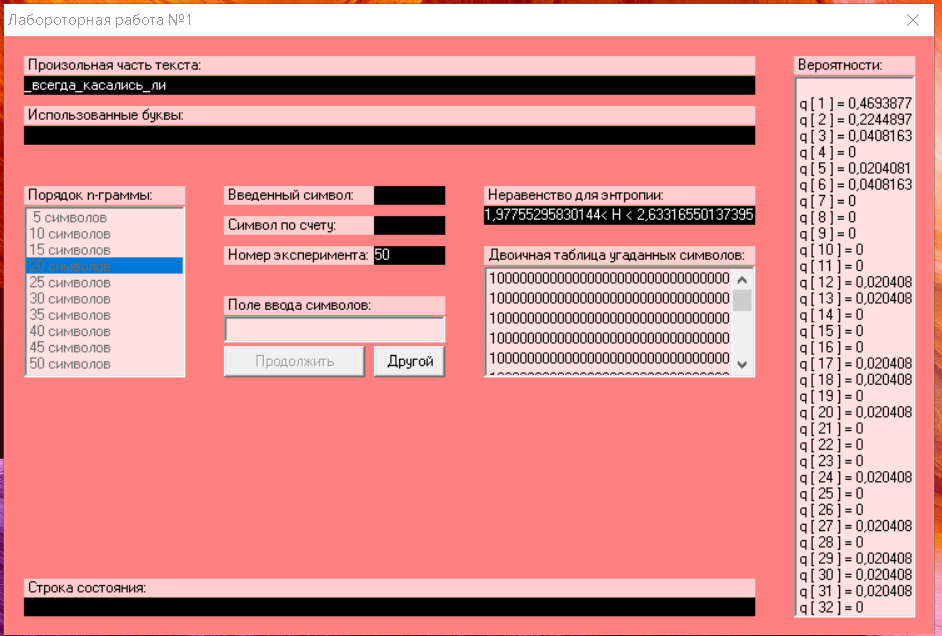 Лабороторная работа №1
Произольная часть текста:
_всегда_касались_ли
Использованные буквы:
Порядок n-граммы:
5 символов
10 символов
15 символов
20 символов
25 символов
30 символов
35 символов
40 символов
45 символов
50 символов
Введенный символ:
Символ по счету:
Номер эксперимента: 50
Поле ввода символов:
Продолжить
Другой
Неравенство для энтропии:
1,97755295830144< H < 2,63316550137395
Двоичная таблица угаданных символов:
10000000000000000000000000000000
10000000000000000000000000000000
10000000000000000000000000000000
10000000000000000000000000000000
10000000000000000000000000000000
Вероятности:
q[ 1 ] = 0,4693877
q[ 2 ] = 0,2244897
q[ 3 ] = 0,0408163
q[ 4 ] = 0
q[ 5 ] = 0,0204081
q[ 6 ] = 0,0408163
q[ 7 ] = 0
q[ 8 ] = 0
q[ 9 ] = 0
q[ 10 ] = 0
q[ 11 ] = 0
q[ 12 ] = 0,020408
q[ 13 ] = 0,020408
q[ 14 ] = 0
q[ 15 ] = 0
q[ 16 ] = 0
q[ 17 ] = 0,020408
q[ 18 ] = 0,020408
q[ 19 ] = 0
q[ 20 ] = 0,020408
q[ 21 ] = 0
q[ 22 ] = 0
q[ 23 ] = 0
q[ 24 ] = 0,020408
q[ 25 ] = 0
q[ 26 ] = 0
q[ 27 ] = 0,020408
q[ 28 ] = 0
q[ 29 ] = 0,020408
q[ 30 ] = 0,020408
q[ 31 ] = 0,020408
q[ 32 ] = 0
Строка состояния: